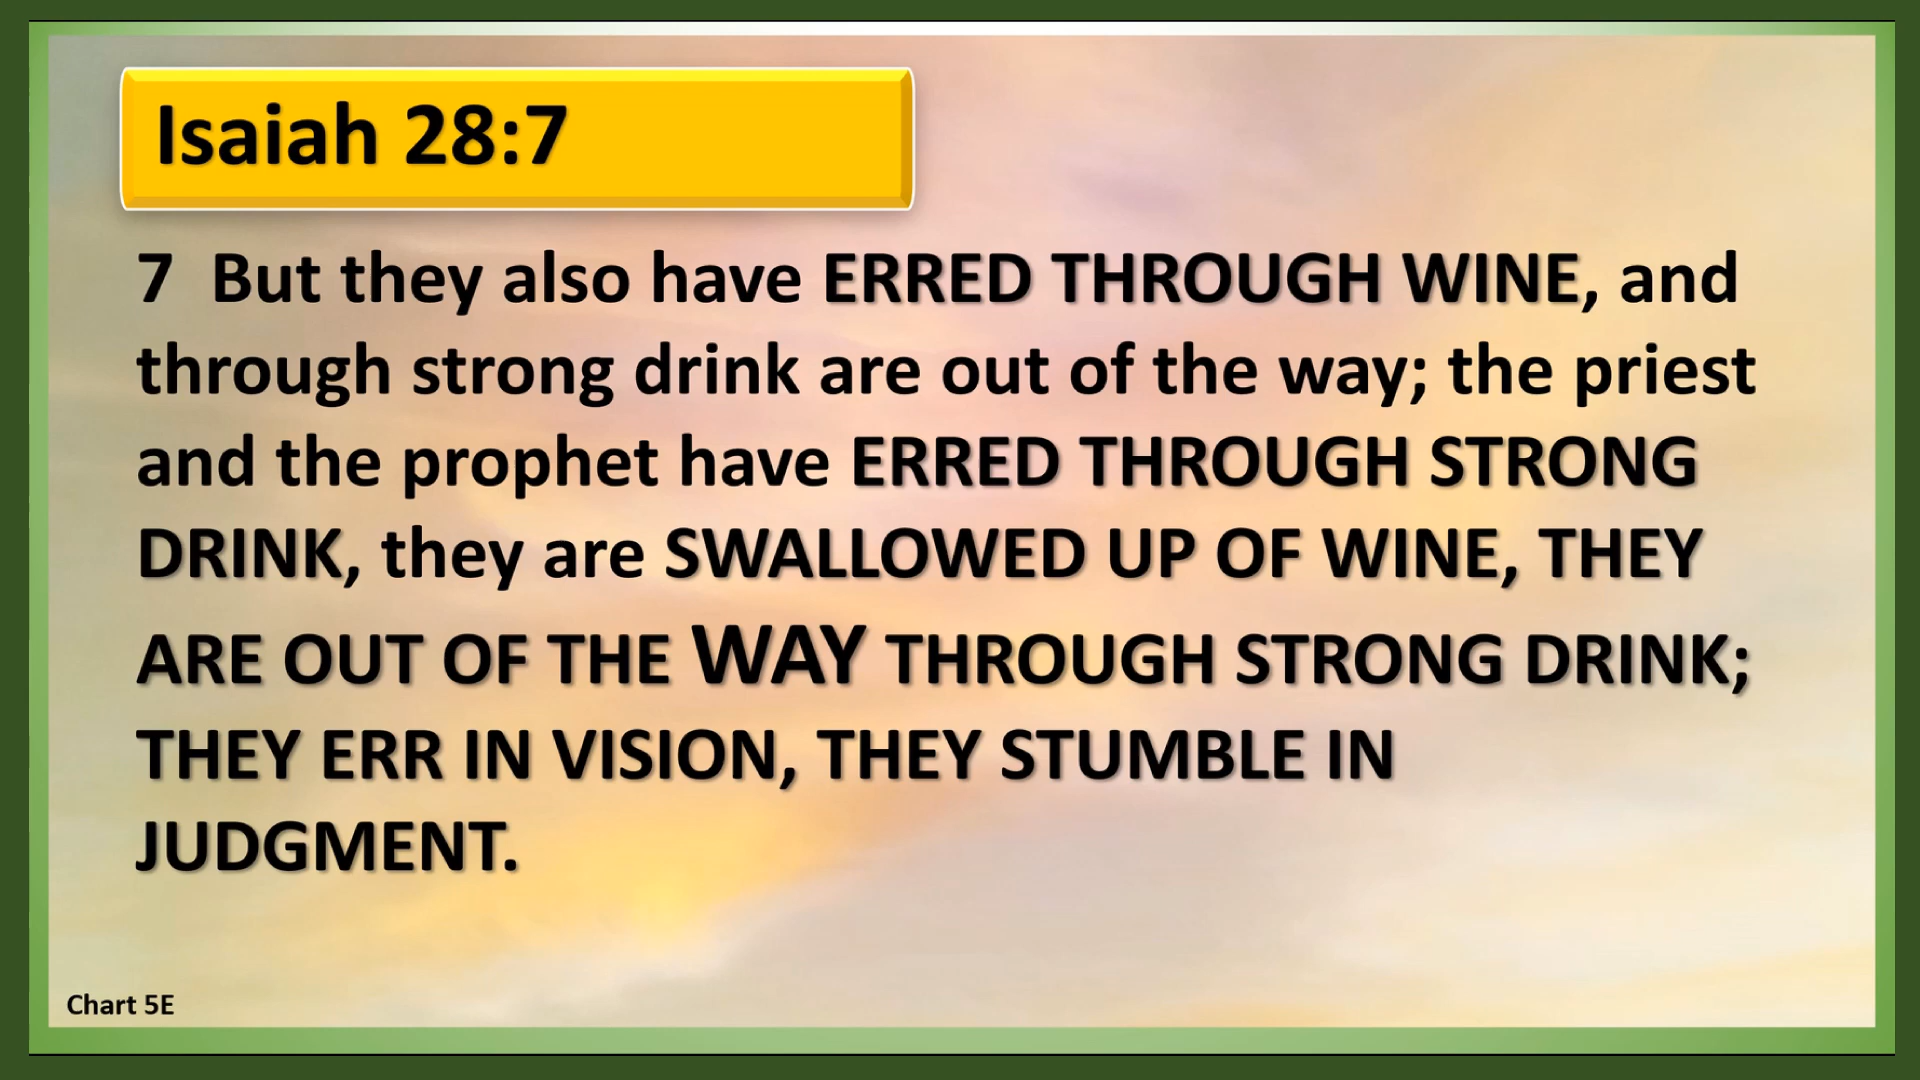 Isaiah 28:7
7  But they also have ERRED THROUGH WINE, and
through strong drink are out of the way; the priest
and the prophet have ERRED THROUGH STRONG
DRINK, they are SWALLOWED UP OF WINE, THEY
ARE OUT OF THE WAY THROUGH STRONG DRINK;
THEY ERR IN VISION, THEY STUMBLE IN
JUDGMENT.
Chart 5E